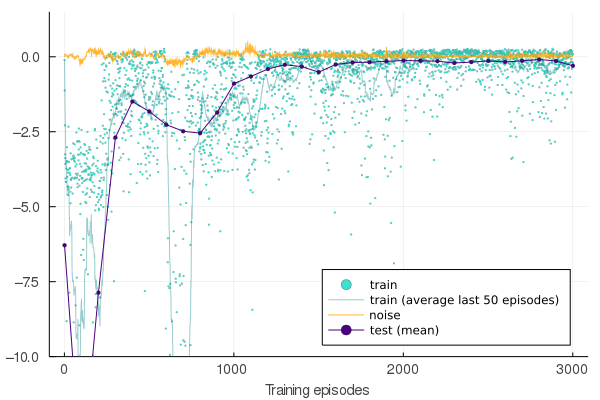 0.0
−2.5
−5.0
−7.5
−10.0
0
1000
2000
3000
Training episodes
train
train (average last 50 episodes)
noise
test (mean)